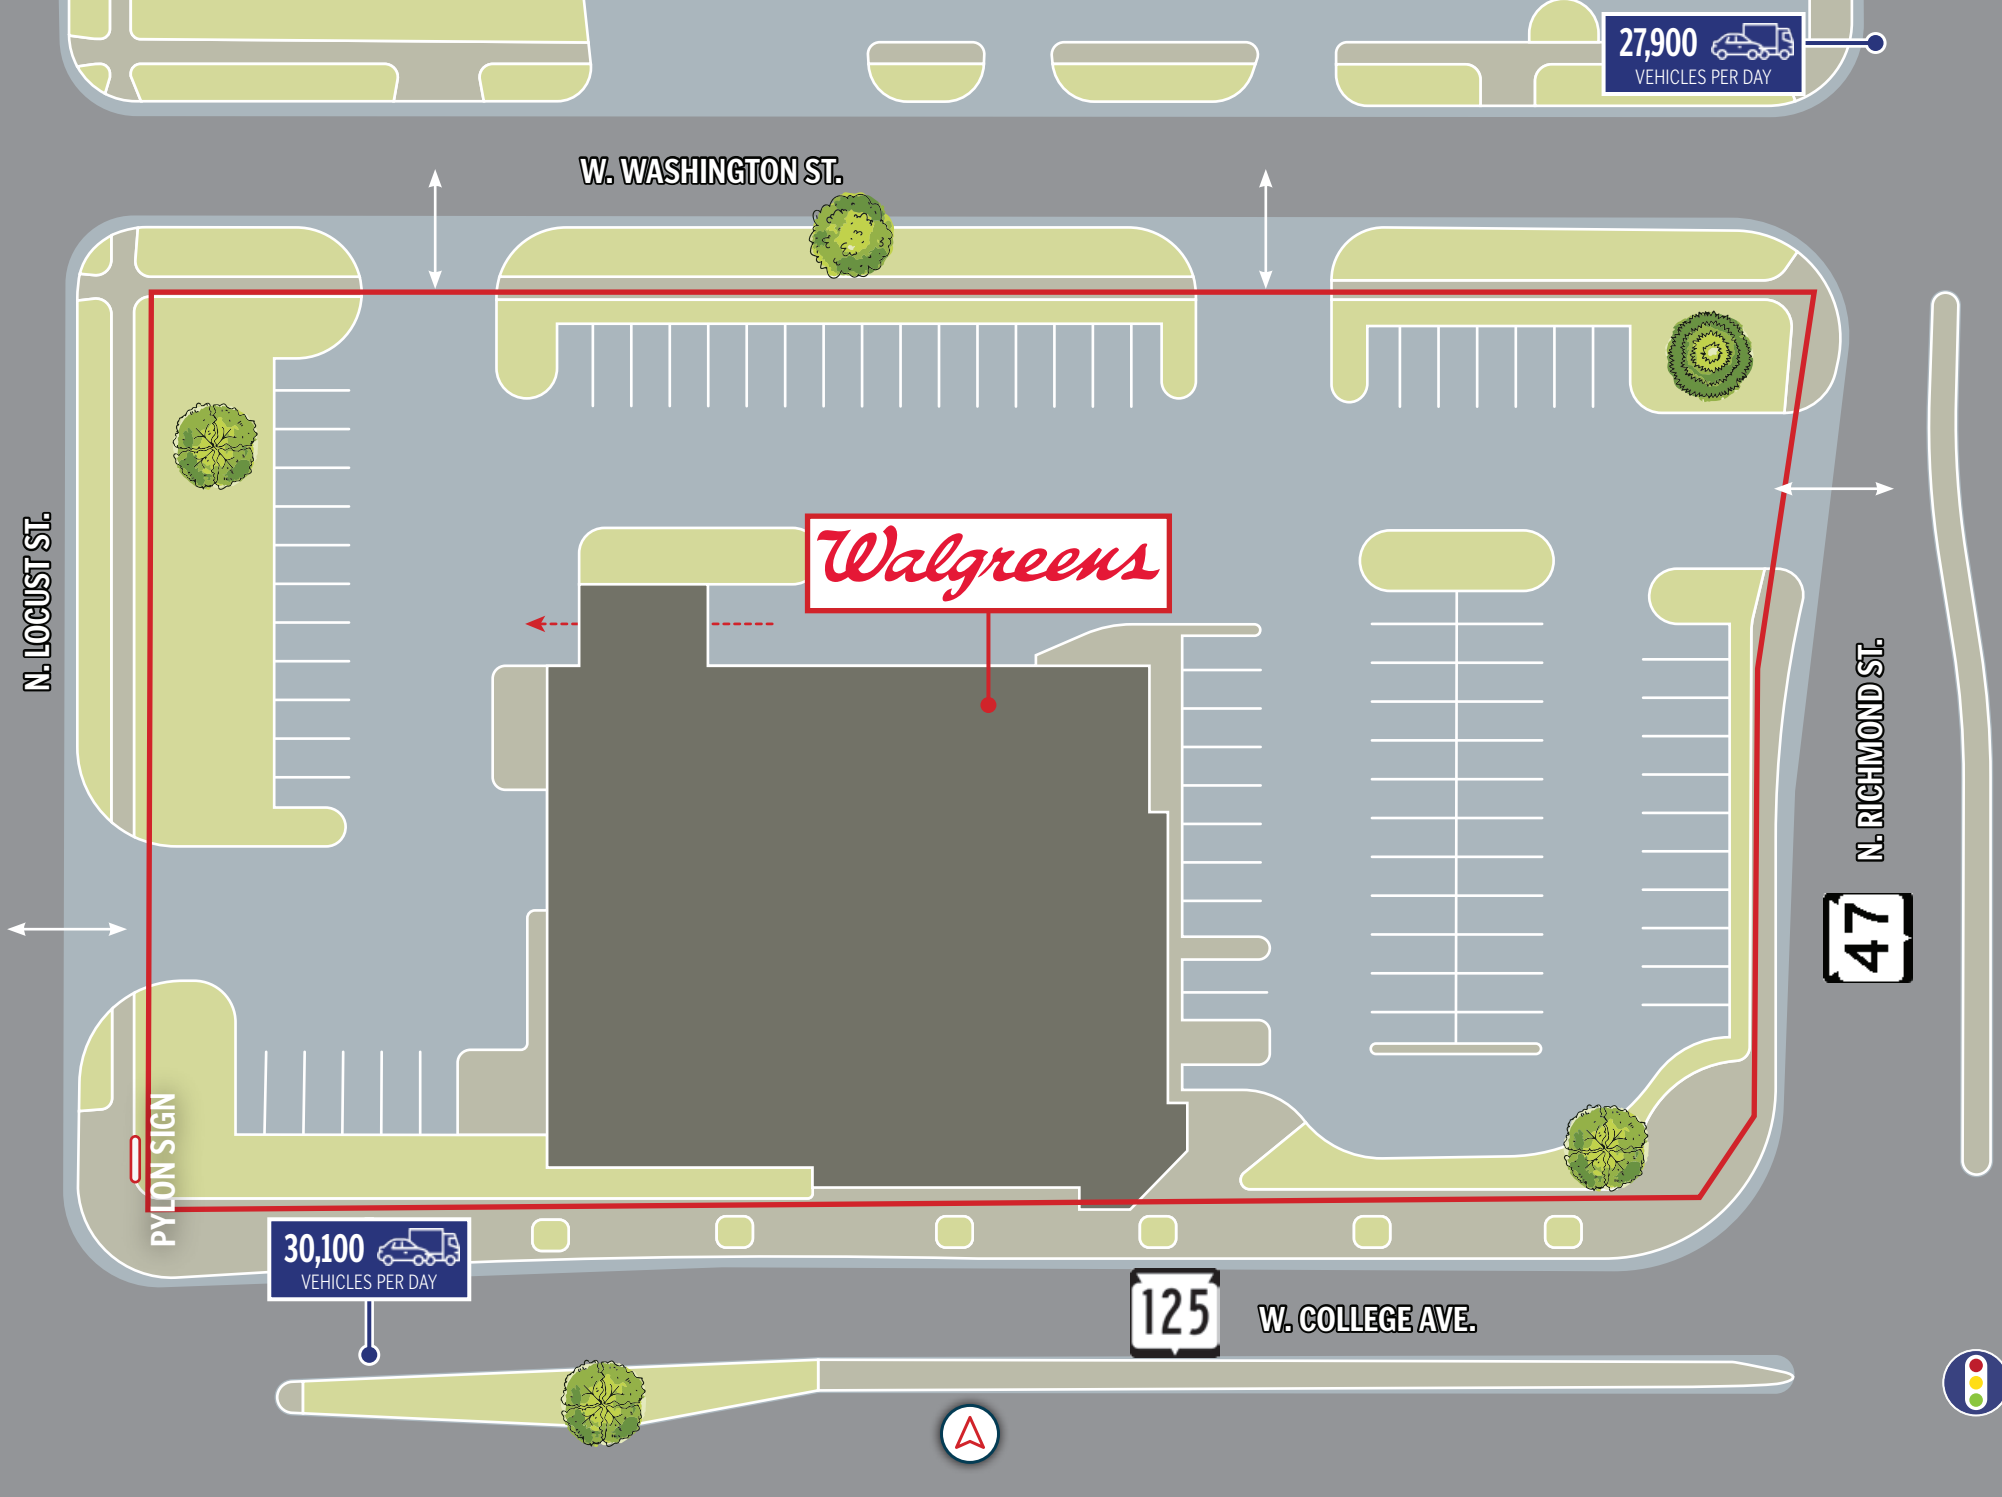 27,900
VEHICLES PER DAY
W. WASHINGTON ST.
Walgreens
N. LOCUST ST.
N. RICHMOND ST.
47
PYLON SIGN
30,100
VEHICLES PER DAY
125
W. COLLEGE AVE.